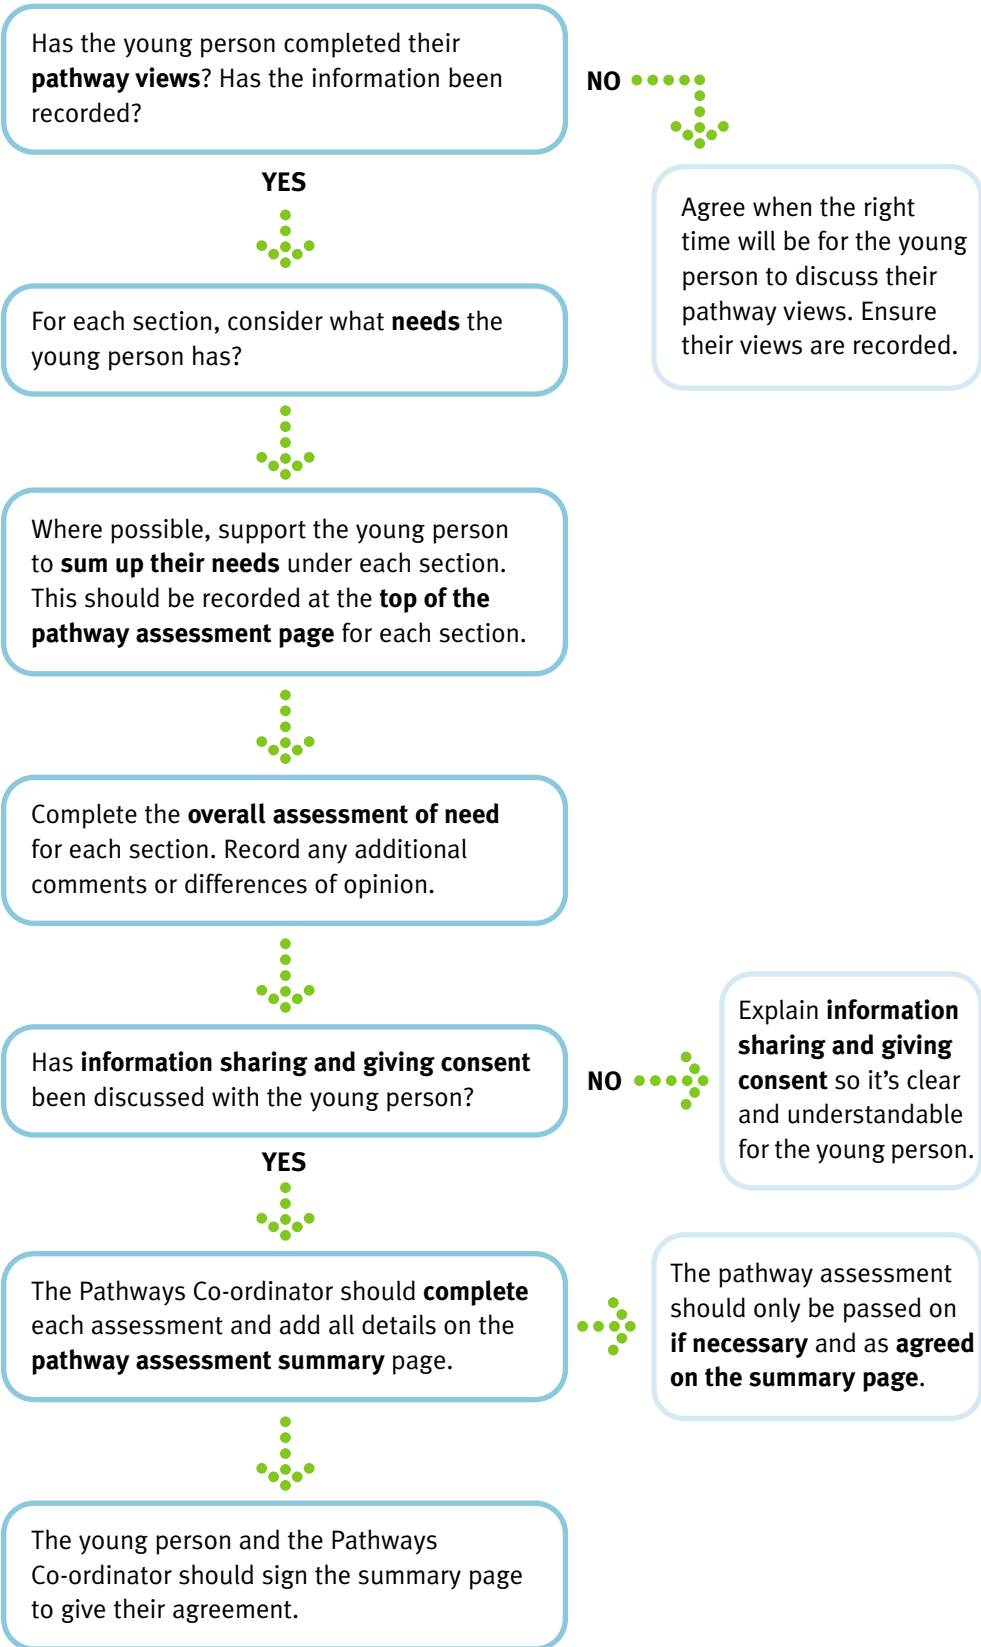 Has the young person completed their
pathway views? Has the information been
recorded?
NO
Agree when the right
time will be for the young
person to discuss their
pathway views. Ensure
their views are recorded.
YES
For each section, consider what needs the
young person has?
Where possible, support the young person
to sum up their needs under each section.
This should be recorded at the top of the
pathway assessment page for each section.
Complete the overall assessment of need
for each section. Record any additional
comments or differences of opinion.
Has information sharing and giving consent
been discussed with the young person?
NO
Explain information
sharing and giving
consent so it’s clear
and understandable
for the young person.
YES
The Pathways Co-ordinator should complete
each assessment and add all details on the
pathway assessment summary page.
The pathway assessment
should only be passed on
if necessary and as agreed
on the summary page.
The young person and the Pathways
Co-ordinator should sign the summary page
to give their agreement.